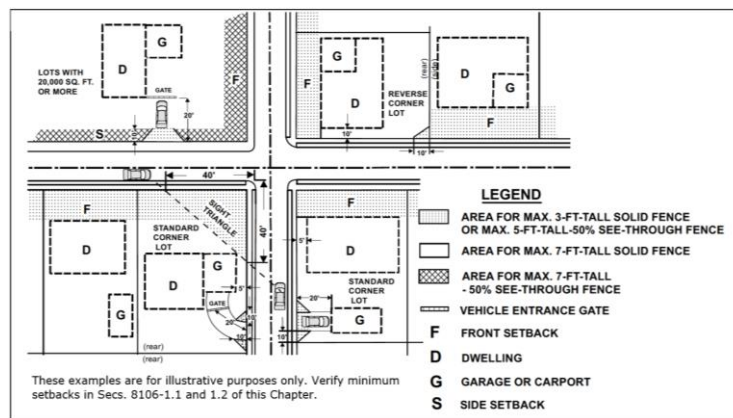 LOTS WITH
20,000 SQ. FT.
OR MORE
D
G
GATE
20'
10'
S
F
F
G
D
10'
REVERSE
CORNER
LOT
(rear)
(side)
D
G
F
10'
40'
40'
SIGHT
TRIANGLE
F
D
G
(rear)
(rear)
STANDARD
CORNER
LOT
D
G
GATE
5'
10'
20'
10'
F
5'
D
20'
STANDARD
CORNER
LOT
G
10'
LEGEND
AREA FOR MAX. 3-FT-TALL SOLID FENCE
OR MAX. 5-FT-TALL-50% SEE-THROUGH FENCE
AREA FOR MAX. 7-FT-TALL SOLID FENCE
AREA FOR MAX. 7-FT-TALL
- 50% SEE-THROUGH FENCE
VEHICLE ENTRANCE GATE
F FRONT SETBACK
D DWELLING
G GARAGE OR CARPORT
S SIDE SETBACK
These examples are for illustrative purposes only. Verify minimum
setbacks in Secs. 8106-1.1 and 1.2 of this Chapter.